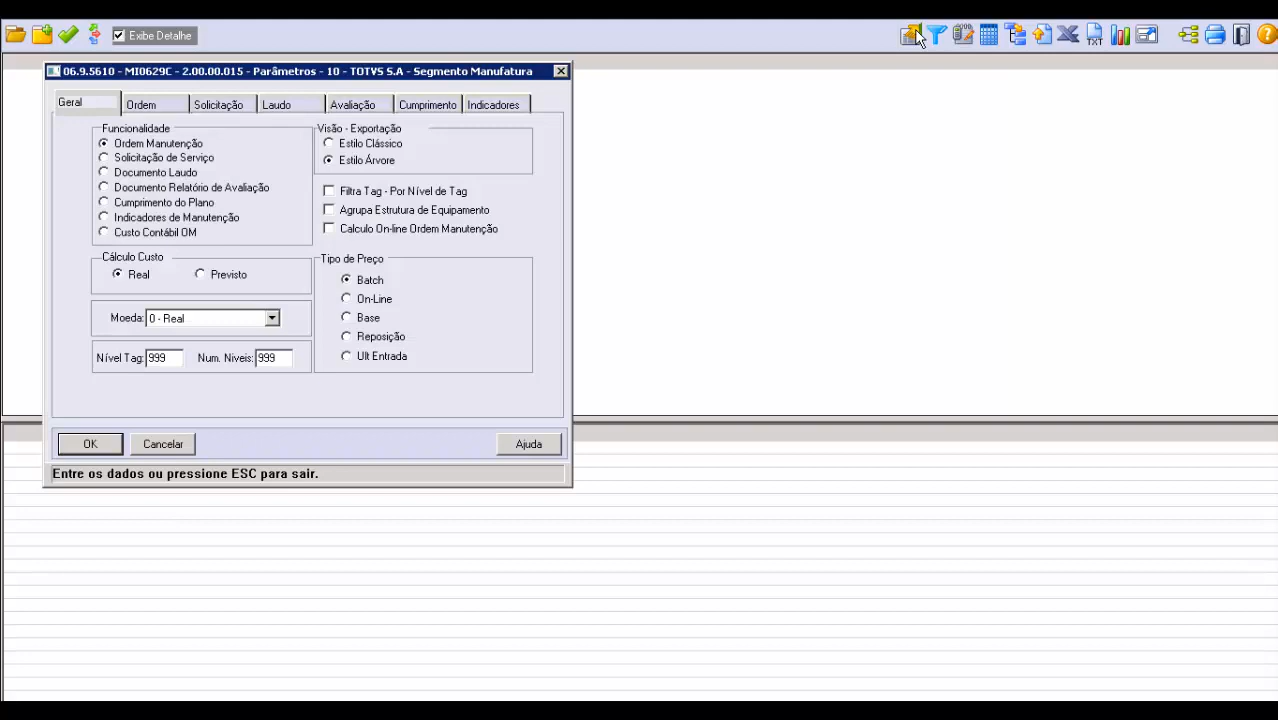 Exibe Detalhe
TXT
06.9.5610 - MI0629C - 2.00.00.015 - Parâmetros - 10 - TOTVS S.A - Segmento Manufatura
Geral Ordem Solicitação Laudo Avaliação Cumprimento Indicadores
Funcionalidade
Ordem Manutenção
Solicitação de Serviço
Documento Laudo
Documento Relatório de Avaliação
Cumprimento do Plano
Indicadores de Manutenção
Custo Contábil OM
Visão - Exportação
Estilo Clássico
Estilo Árvore
Filtra Tag - Por Nível de Tag
Agrupa Estrutura de Equipamento
Calculo On-line Ordem Manutenção
Cálculo Custo
Real Previsto
Moeda: 0 - Real
Nível Tag: 999 Num. Niveis: 999
Tipo de Preço
Batch
On-Line
Base
Reposição
Ult Entrada
OK Cancelar Ajuda
Entre os dados ou pressione ESC para sair.